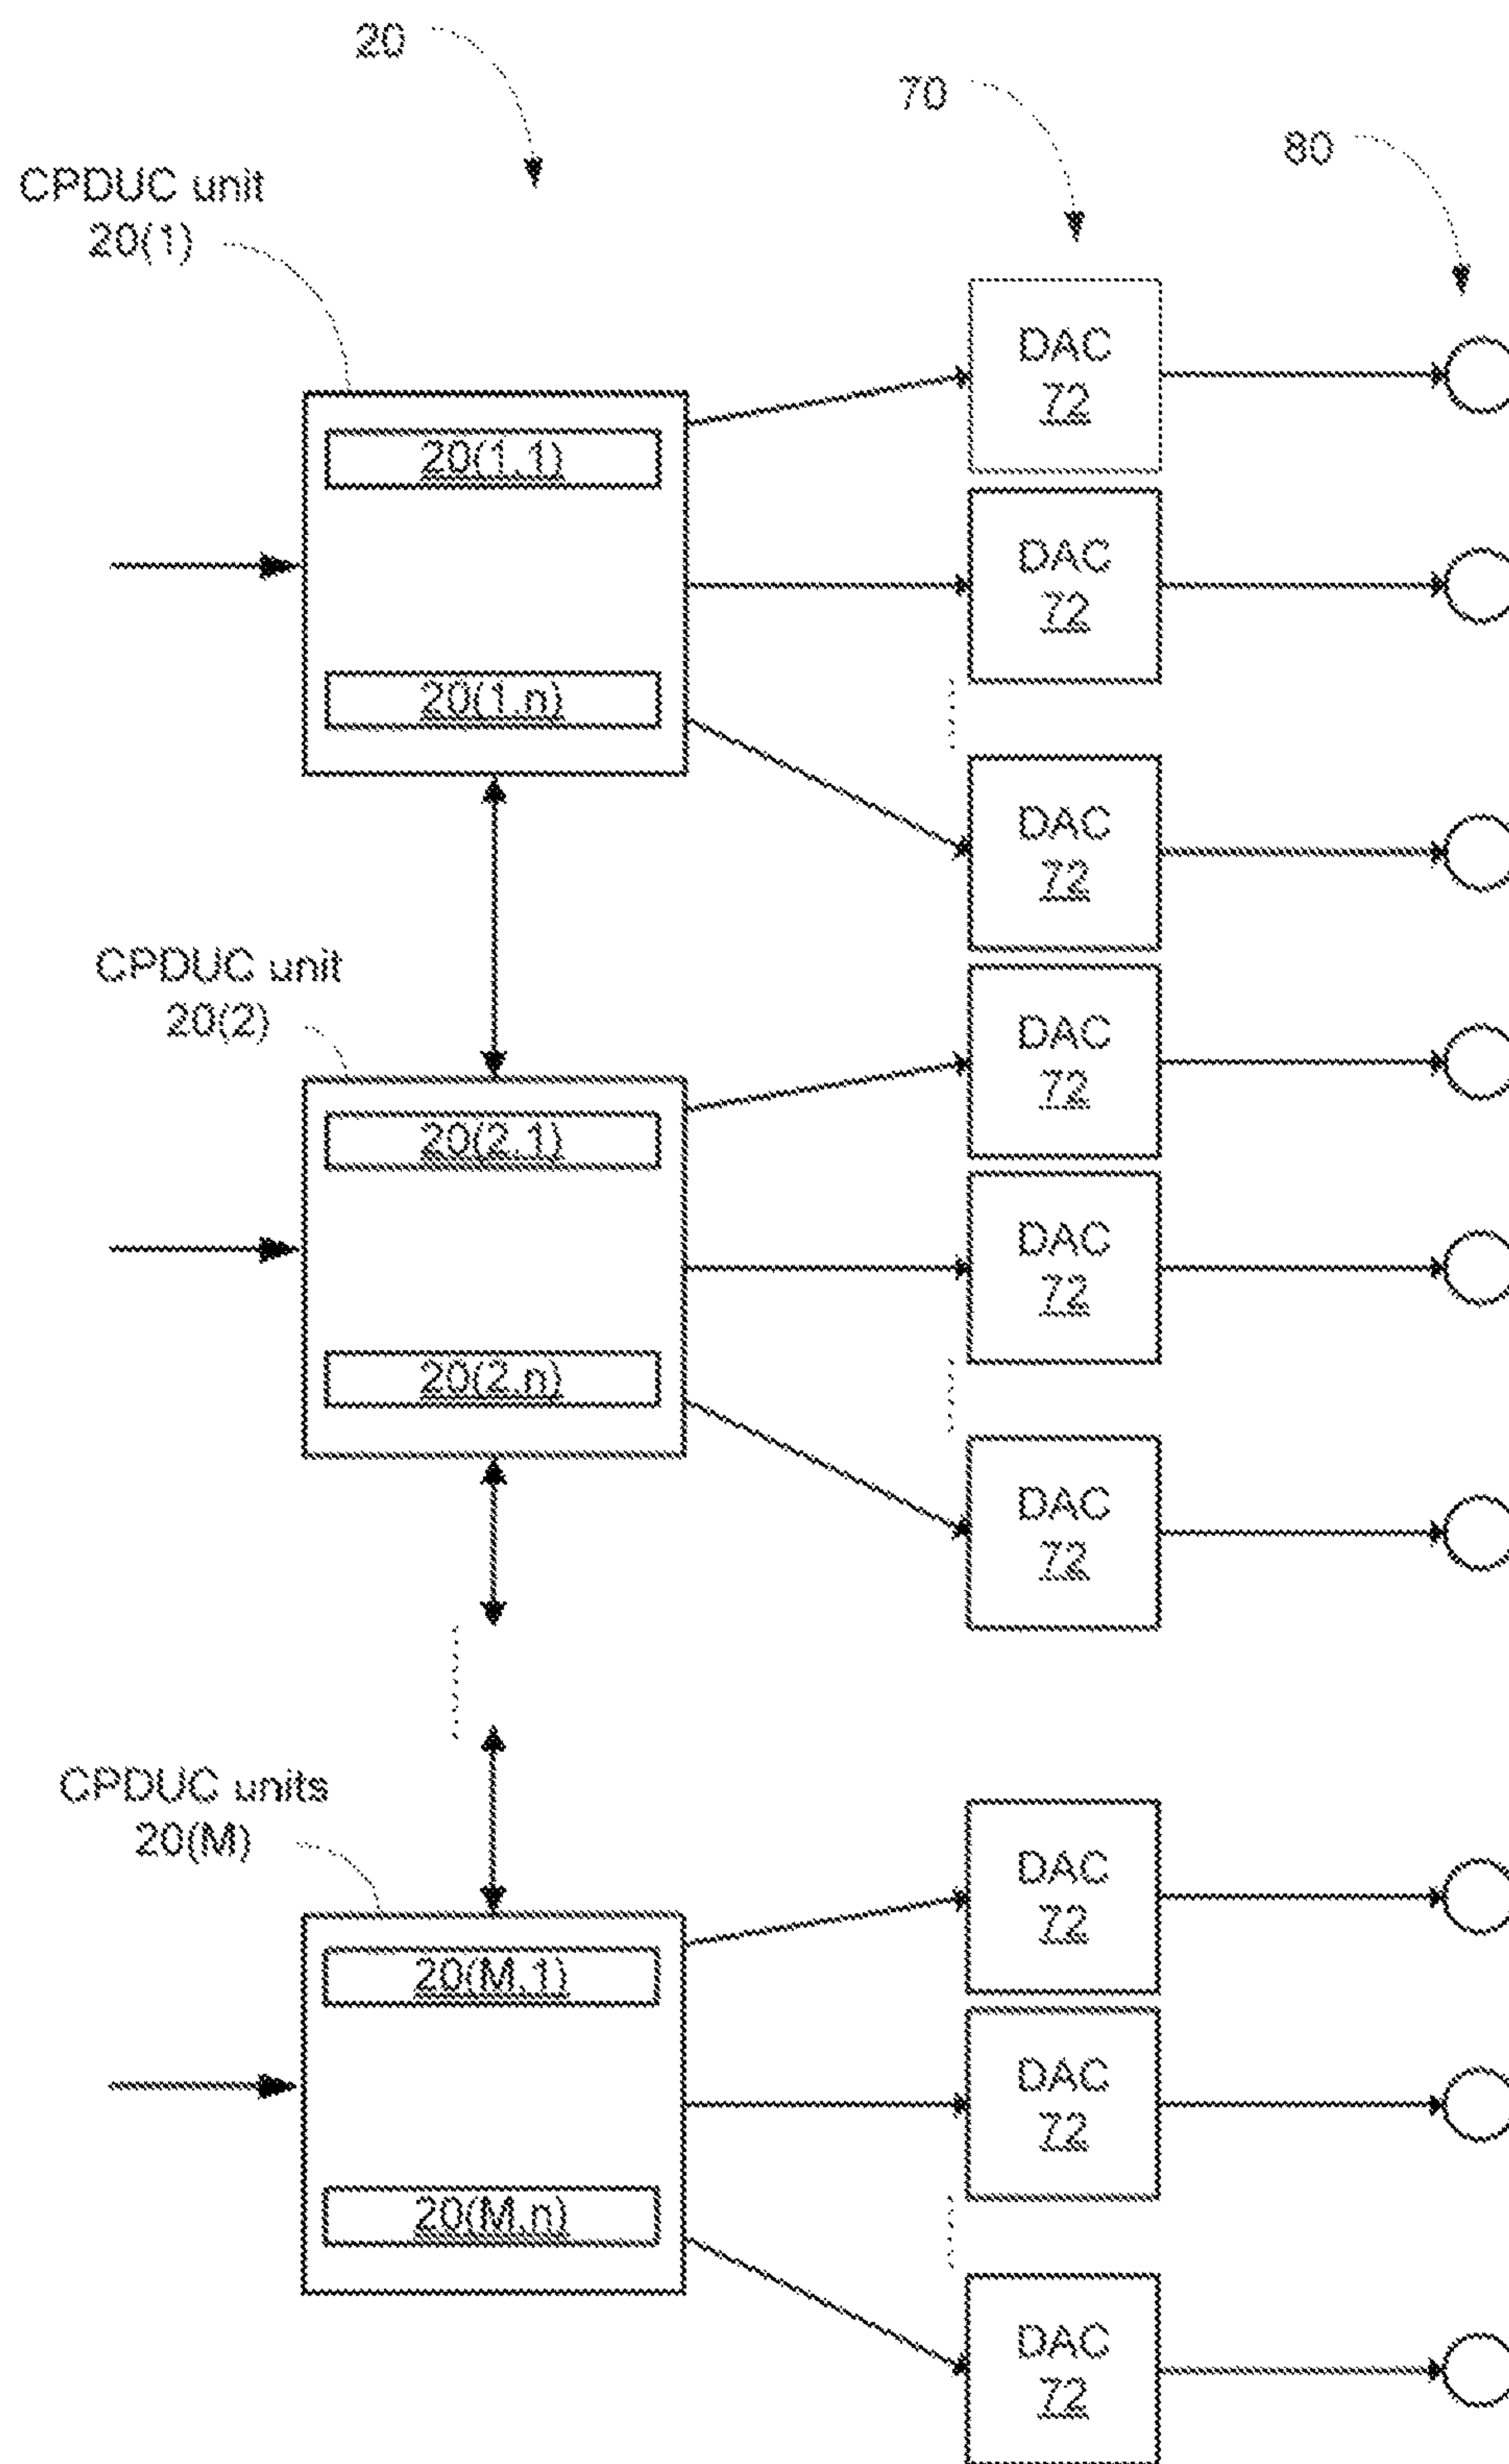 20
70
80
CPDUC unit
20(1)
DAC
72
20(1,1)
DAC
72
20(1,n)
DAC
72
CPDUC unit
20(2)
DAC
72
20(2,1)
DAC
72
20(2,n)
DAC
72
CPDUC units
20(M)
DAC
72
20(M,1)
DAC
72
20(M,n)
DAC
72